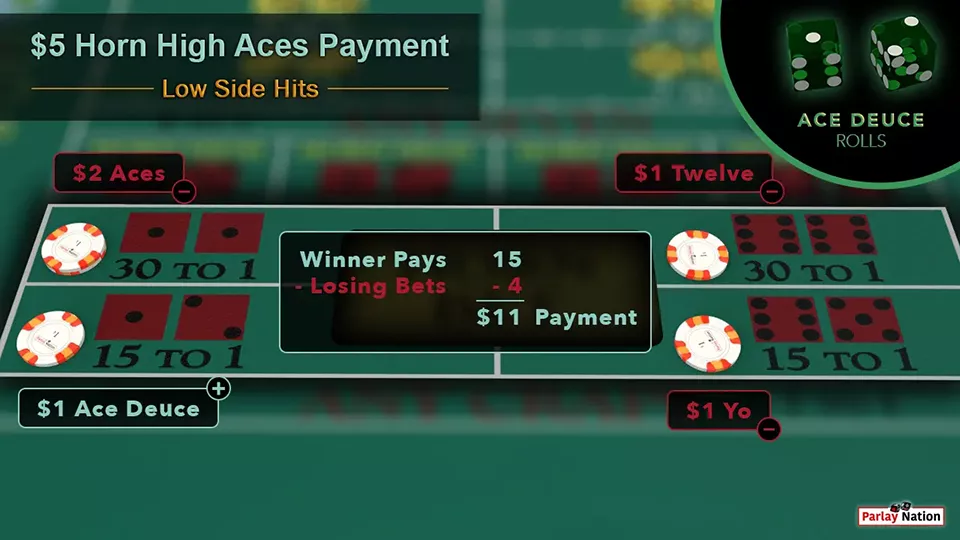 $5 Horn High Aces Payment
Low Side Hits
ACE DEUCE
ROLLS
$2 Aces
−
$1 Twelve
−
30 TO 1
30 TO 1
Winner Pays 15
- Losing Bets - 4
$11 Payment
15 TO 1
15 TO 1
$1 Ace Deuce
+
$1 Yo
−
Parlay Nation